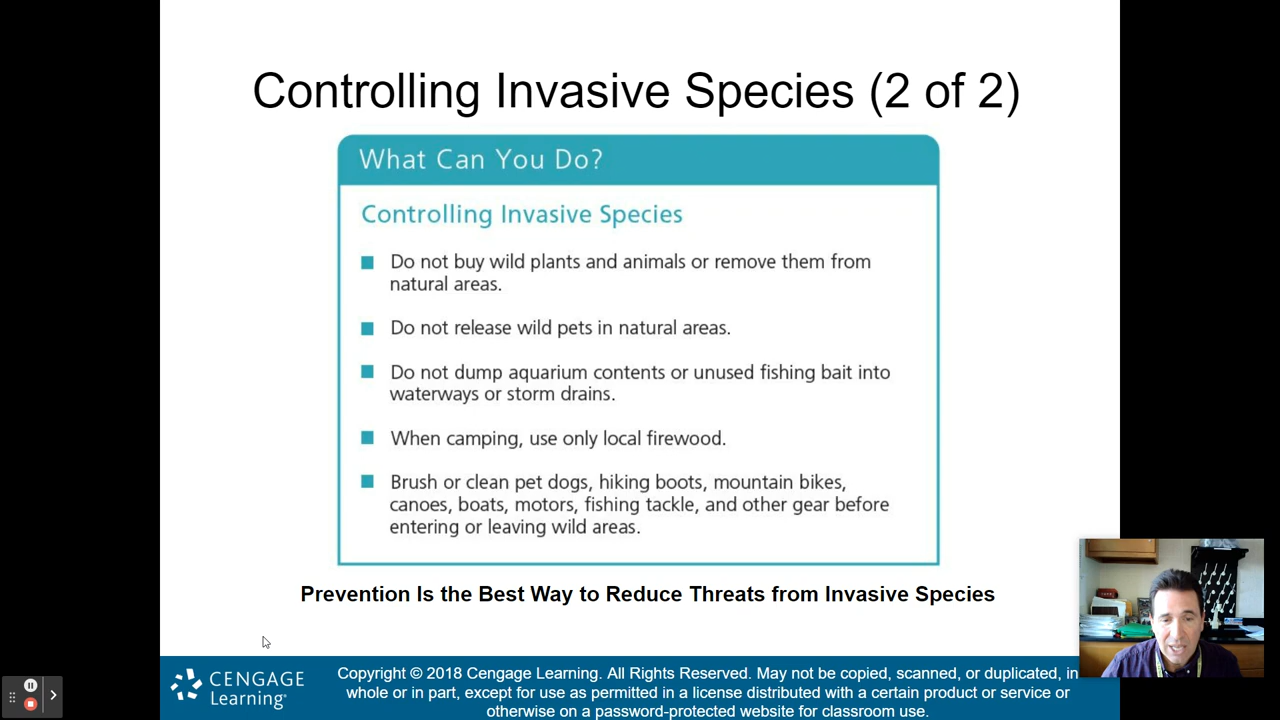 Controlling Invasive Species (2 of 2)
What Can You Do?
Controlling Invasive Species
Do not buy wild plants and animals or remove them from
natural areas.
Do not release wild pets in natural areas.
Do not dump aquarium contents or unused fishing bait into
waterways or storm drains.
When camping, use only local firewood.
Brush or clean pet dogs, hiking boots, mountain bikes,
canoes, boats, motors, fishing tackle, and other gear before
entering or leaving wild areas.
Prevention Is the Best Way to Reduce Threats from Invasive Species
CENGAGE
Learning®
Copyright © 2018 Cengage Learning. All Rights Reserved. May not be copied, scanned, or duplicated, in
whole or in part, except for use as permitted in a license distributed with a certain product or service or
otherwise on a password-protected website for classroom use.